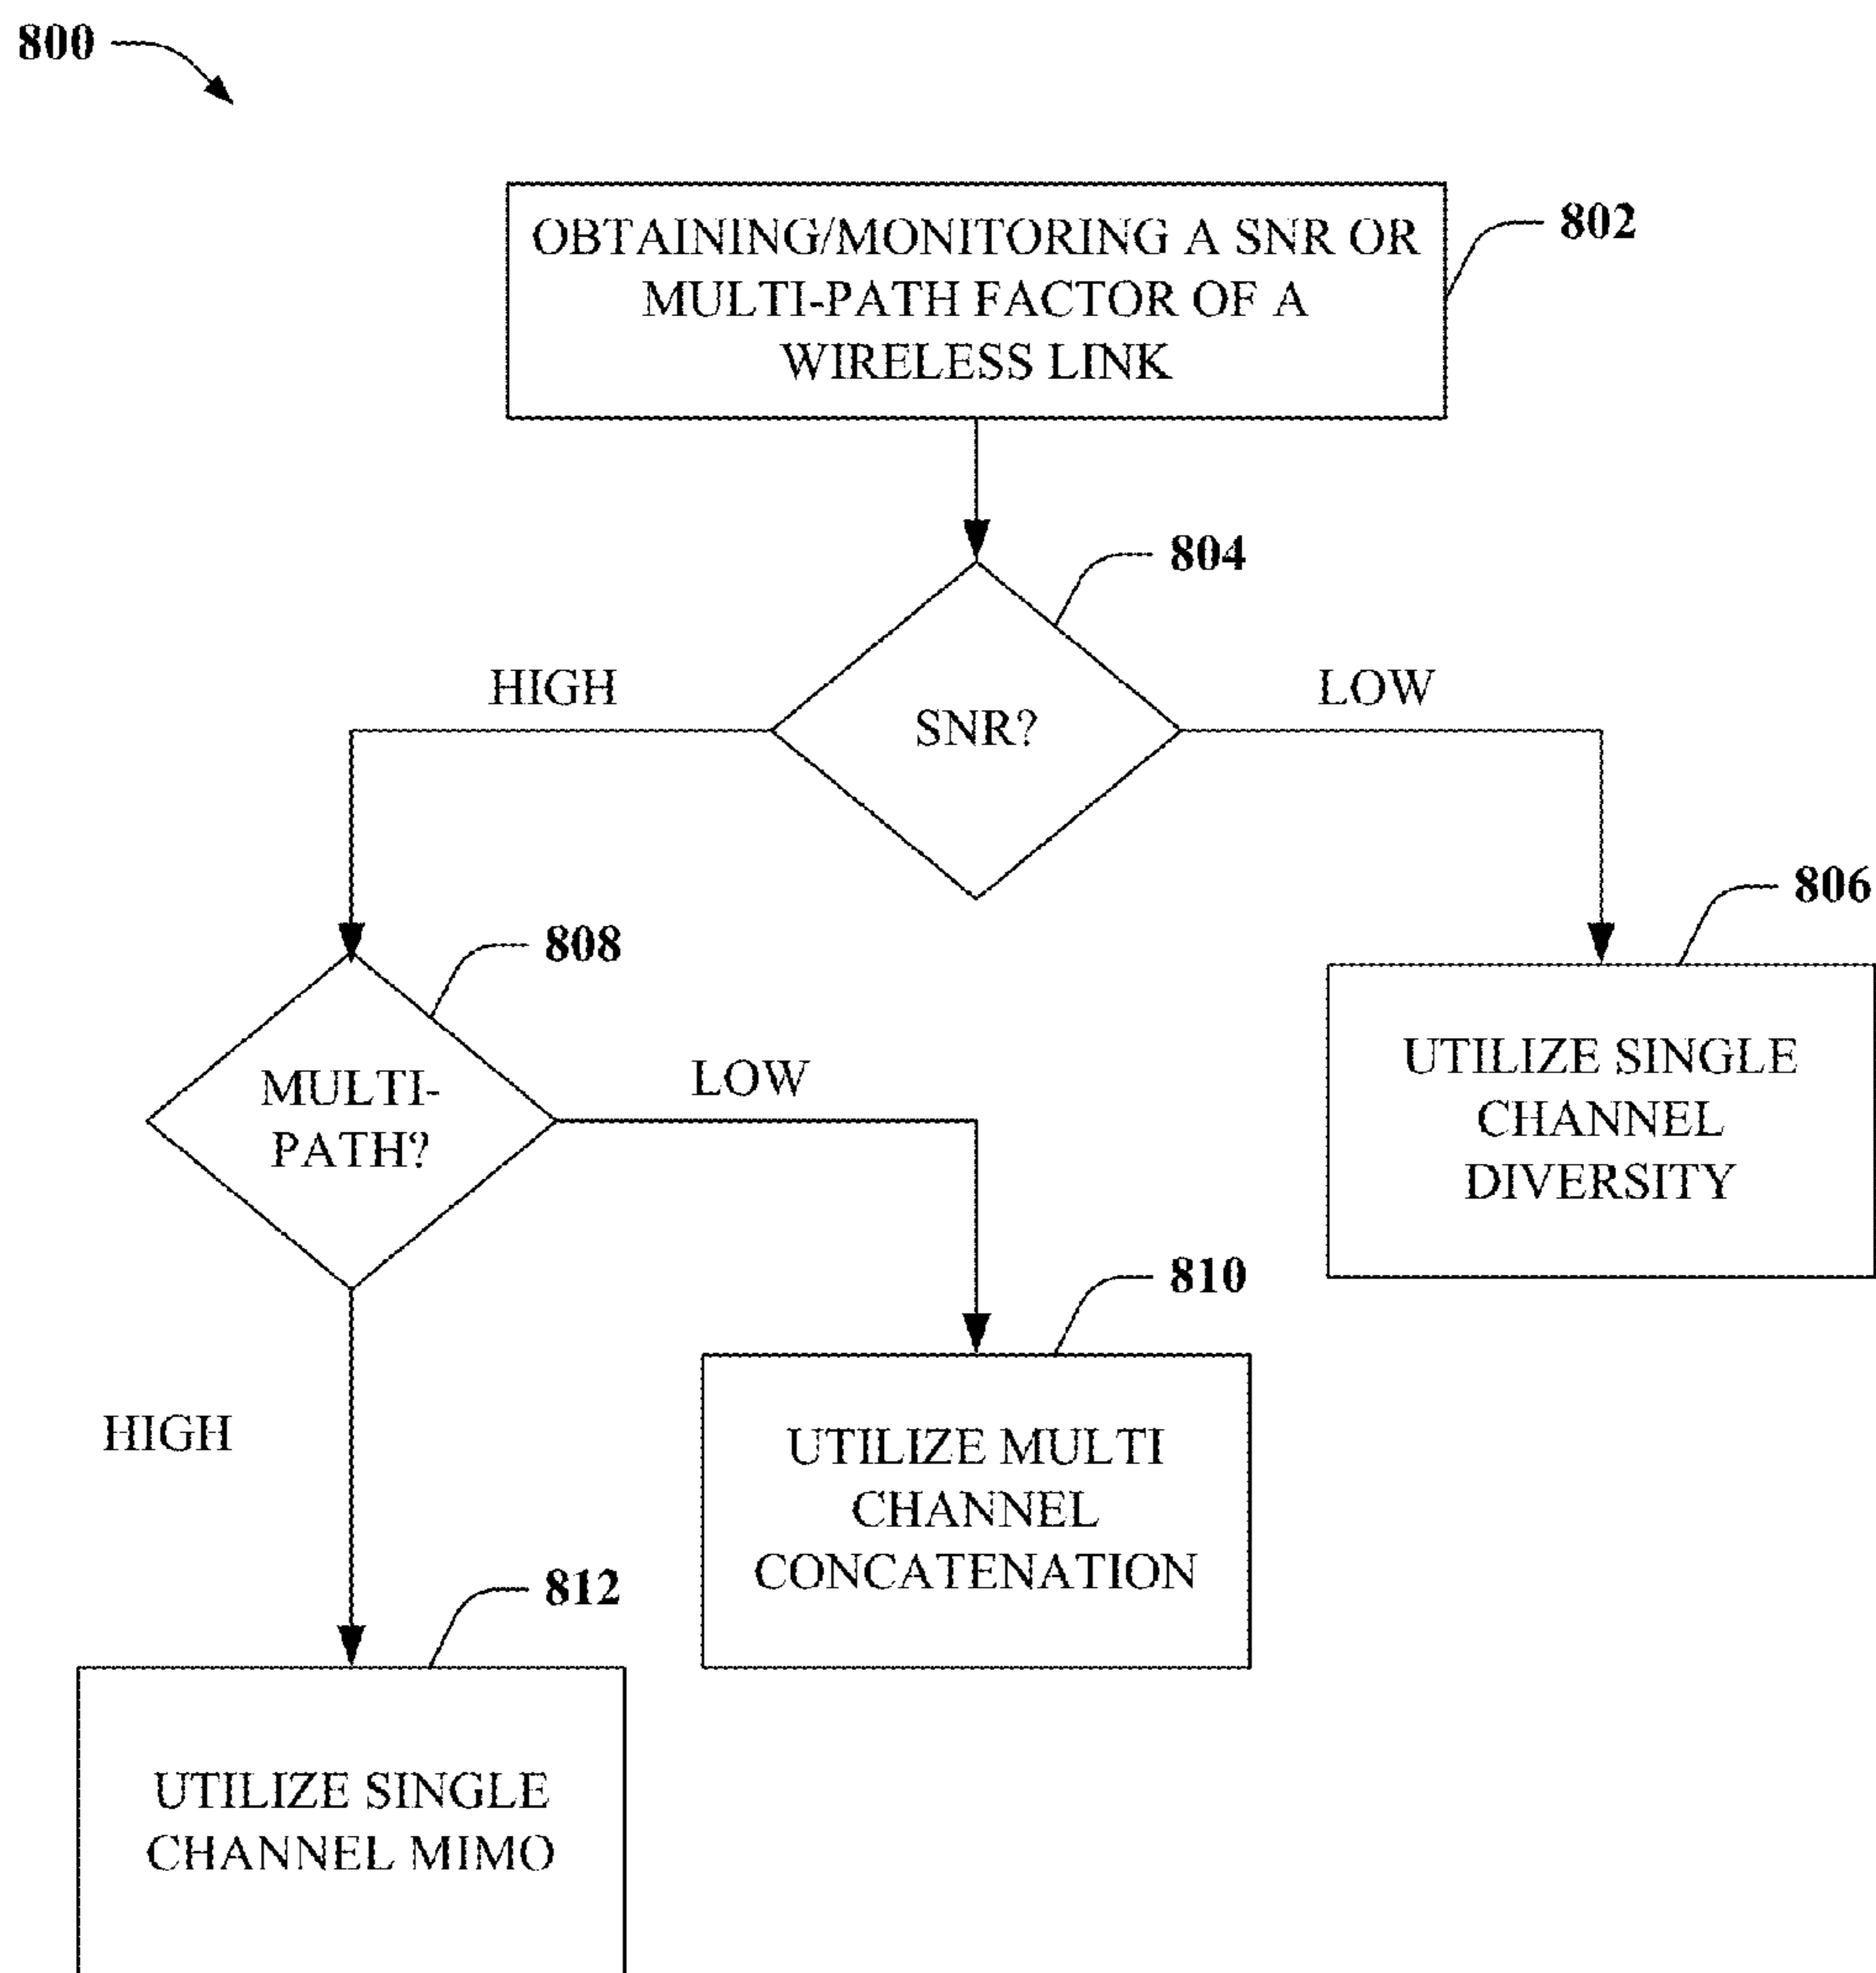 800
OBTAINING/MONITORING A SNR OR
MULTI-PATH FACTOR OF A
WIRELESS LINK
802
804
HIGH
SNR?
LOW
806
808
MULTI-
PATH?
LOW
UTILIZE SINGLE
CHANNEL
DIVERSITY
810
HIGH
UTILIZE MULTI
CHANNEL
CONCATENATION
812
UTILIZE SINGLE
CHANNEL MIMO